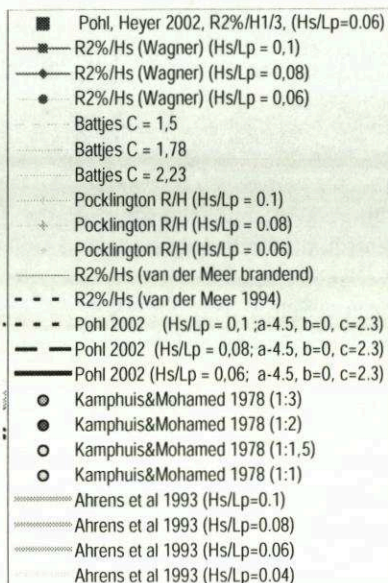 Pohl, Heyer 2002, R2%/H1/3, (Hs/Lp=0.06)
R2%/Hs (Wagner) (Hs/Lp = 0,1)
R2%/Hs (Wagner) (Hs/Lp = 0,08)
R2%/Hs (Wagner) (Hs/Lp = 0,06)
Battjes C = 1,5
Battjes C = 1,78
Battjes C = 2,23
Pocklington R/H (Hs/Lp = 0.1)
Pocklington R/H (Hs/Lp = 0.08)
Pocklington R/H (Hs/Lp = 0.06)
R2%/Hs (van der Meer brandend)
R2%/Hs (van der Meer 1994)
Pohl 2002 (Hs/Lp = 0,1 ;a-4.5, b=0, c=2.3)
Pohl 2002 (Hs/Lp = 0,08; a-4.5, b=0, c=2.3)
Pohl 2002 (Hs/Lp = 0,06; a-4.5, b=0, c=2.3)
Kamphuis&Mohamed 1978 (1:3)
Kamphuis&Mohamed 1978 (1:2)
Kamphuis&Mohamed 1978 (1:1,5)
Kamphuis&Mohamed 1978 (1:1)
Ahrens et al 1993 (Hs/Lp=0.1)
Ahrens et al 1993 (Hs/Lp=0.08)
Ahrens et al 1993 (Hs/Lp=0.06)
Ahrens et al 1993 (Hs/Lp=0.04)